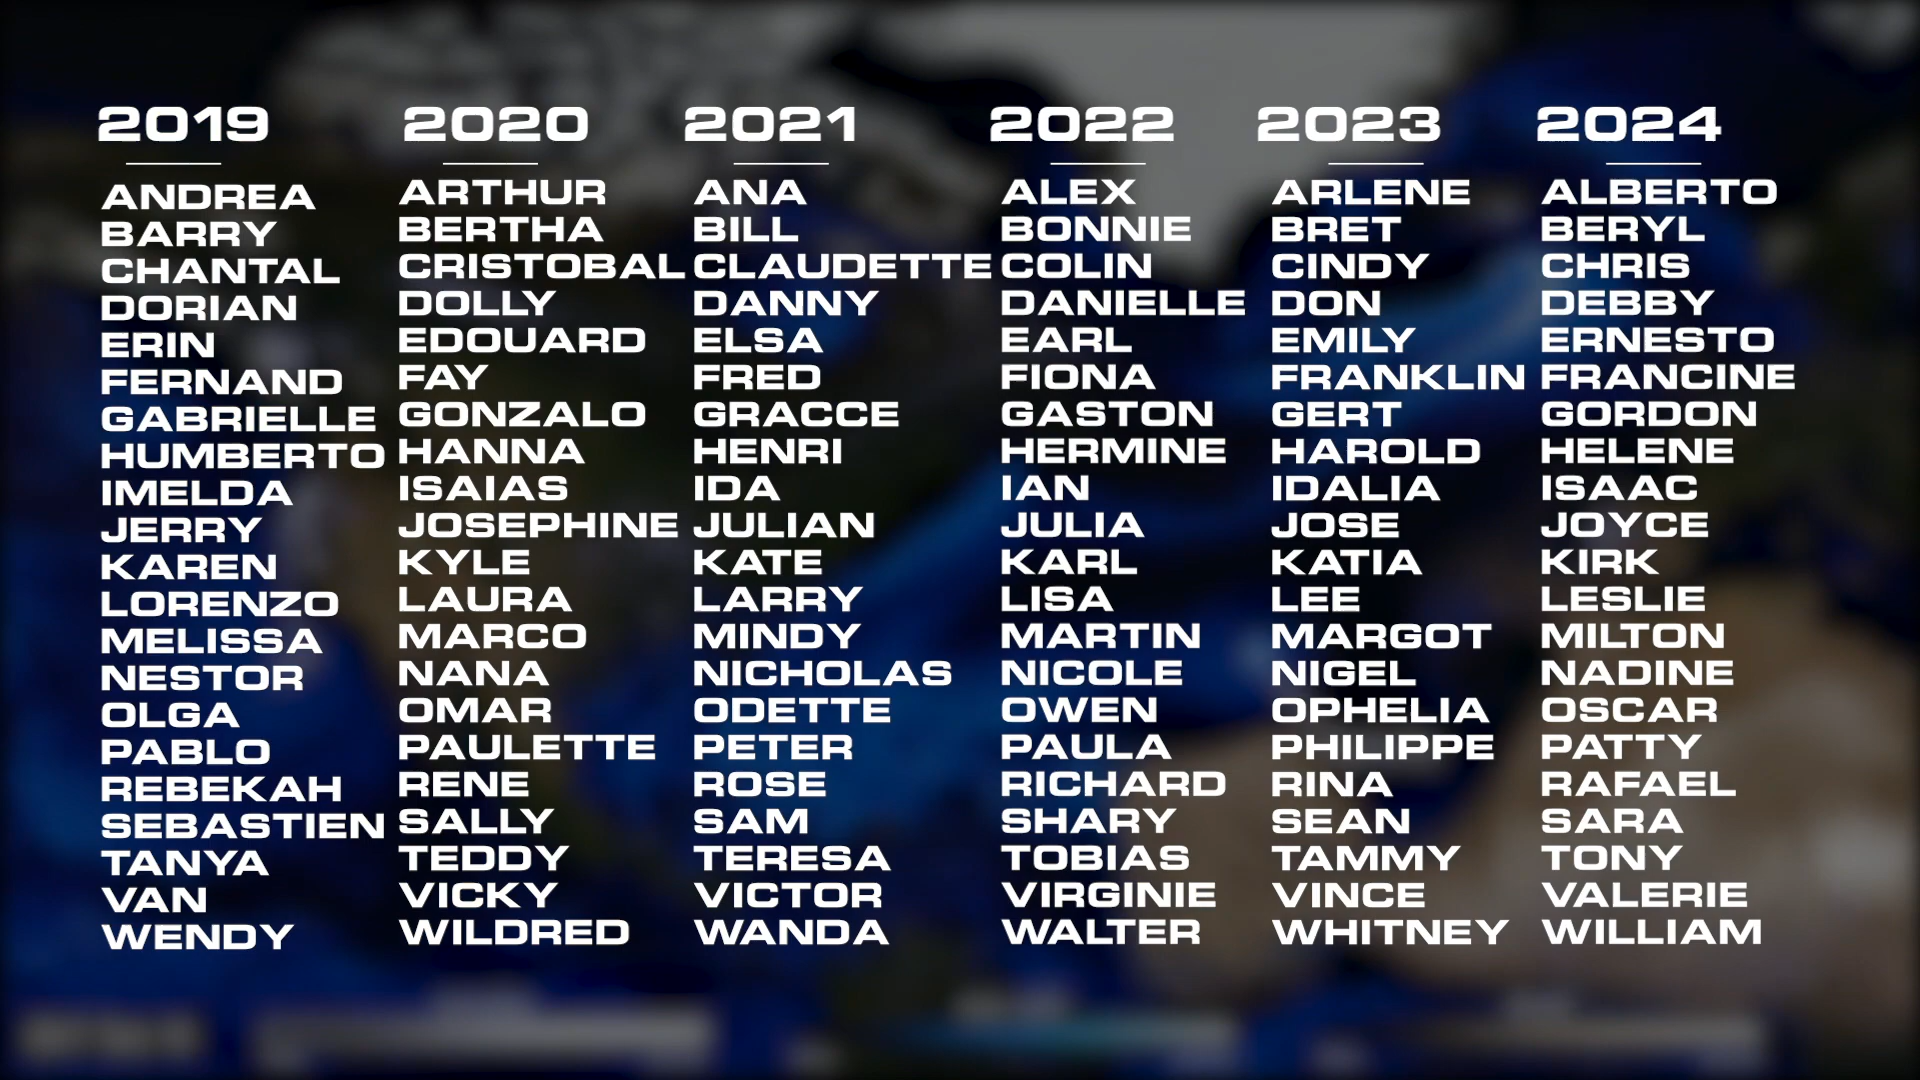 2019 2020 2021 2022 2023 2024
ANDREA ARTHUR ANA ALEX ARLENE ALBERTO
BARRY BERTHA BILL BONNIE BRET BERYL
CHANTAL CRISTOBAL CLAUDETTE COLIN CINDY CHRIS
DORIAN DOLLY DANNY DANIELLE DON DEBBY
ERIN EDOUARD ELSA EARL EMILY ERNESTO
FERNAND FAY FRED FIONA FRANKLIN FRANCINE
GABRIELLE GONZALO GRACCE GASTON GERT GORDON
HUMBERTO HANNA HENRI HERMINE HAROLD HELENE
IMELDA ISAIAS IDA IAN IDALIA ISAAC
JERRY JOSEPHINE JULIAN JULIA JOSE JOYCE
KAREN KYLE KATE KARL KATIA KIRK
LORENZO LAURA LARRY LISA LEE LESLIE
MELISSA MARCO MINDY MARTIN MARGOT MILTON
NESTOR NANA NICHOLAS NICOLE NIGEL NADINE
OLGA OMAR ODETTE OWEN OPHELIA OSCAR
PABLO PAULETTE PETER PAULA PHILIPPE PATTY
REBEKAH RENE ROSE RICHARD RINA RAFAEL
SEBASTIEN SALLY SAM SHARY SEAN SARA
TANYA TEDDY TERESA TOBIAS TAMMY TONY
VAN VICKY VICTOR VIRGINIE VINCE VALERIE
WENDY WILDRED WANDA WALTER WHITNEY WILLIAM